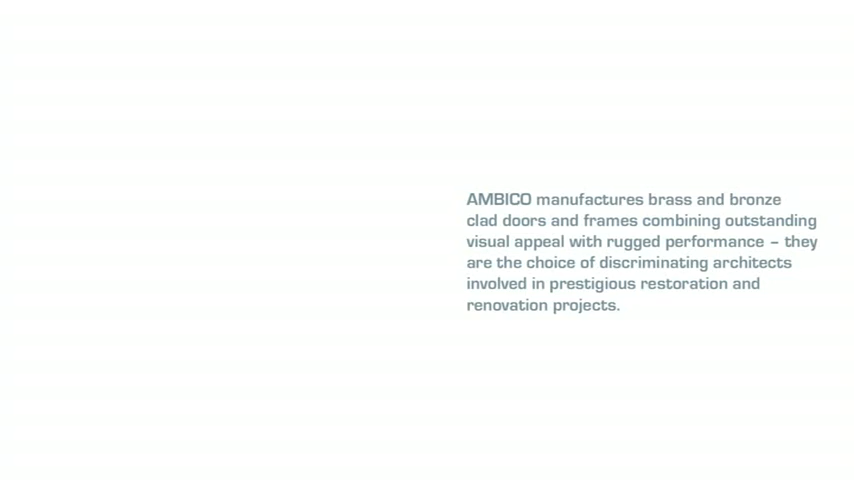 AMBICO manufactures brass and bronze
clad doors and frames combining outstanding
visual appeal with rugged performance – they
are the choice of discriminating architects
involved in prestigious restoration and
renovation projects.